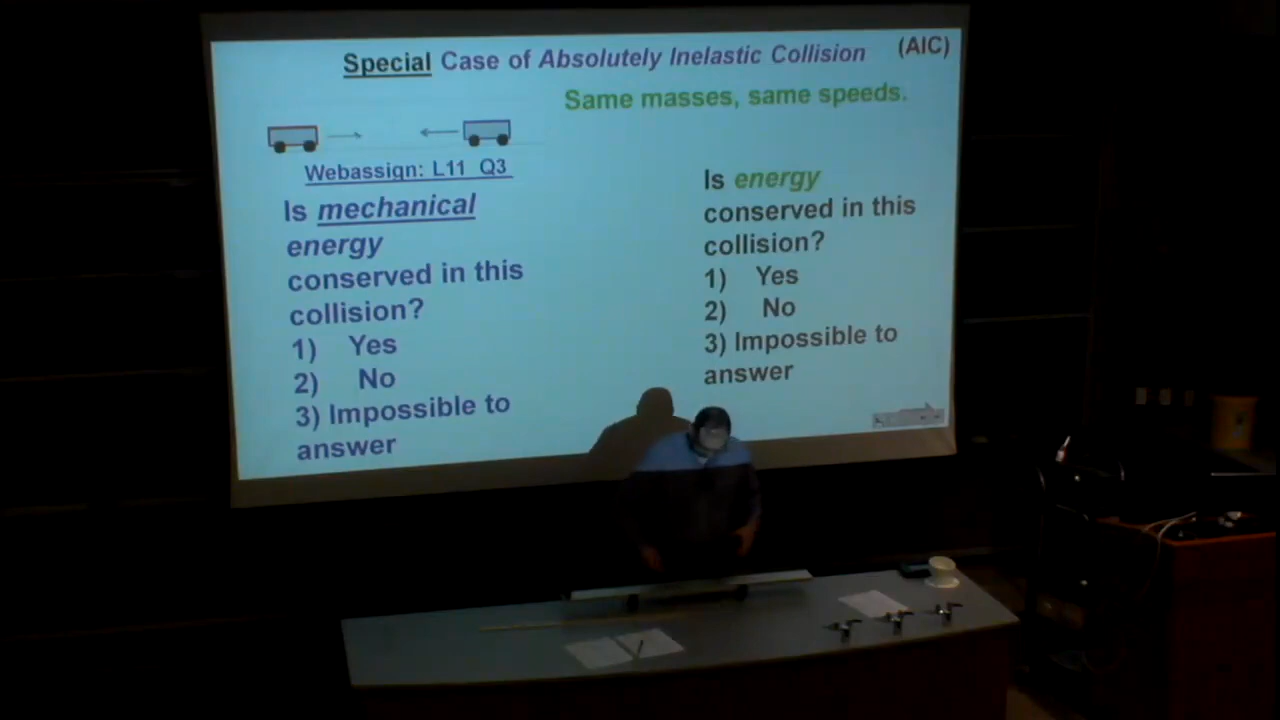 Special Case of Absolutely Inelastic Collision (AIC)
Same masses, same speeds.
Webassign: L11 Q3
Is mechanical
energy
conserved in this
collision?
1) Yes
2) No
3) Impossible to
answer
Is energy
conserved in this
collision?
1) Yes
2) No
3) Impossible to
answer